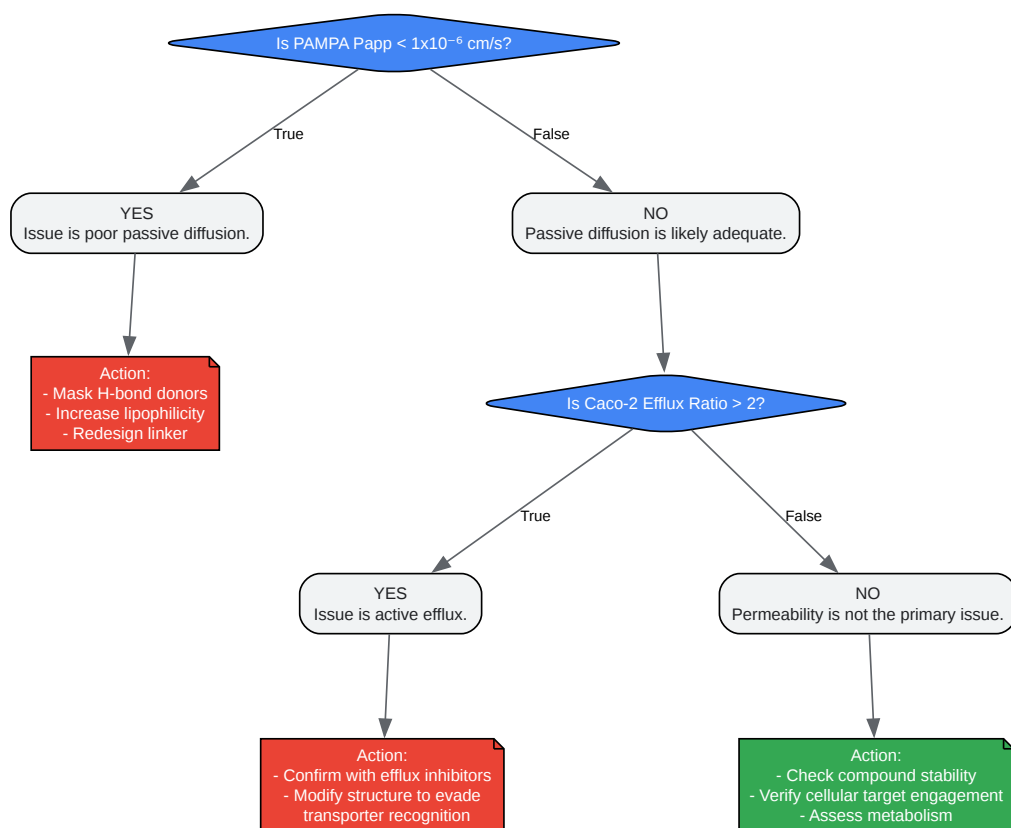 Is PAMPA Papp < 1x10⁻⁶ cm/s?
True
False
YES
Issue is poor passive diffusion.
NO
Passive diffusion is likely adequate.
Action:
- Mask H-bond donors
- Increase lipophilicity
- Redesign linker
Is Caco-2 Efflux Ratio > 2?
True
False
YES
Issue is active efflux.
NO
Permeability is not the primary issue.
Action:
- Confirm with efflux inhibitors
- Modify structure to evade
transporter recognition
Action:
- Check compound stability
- Verify cellular target engagement
- Assess metabolism